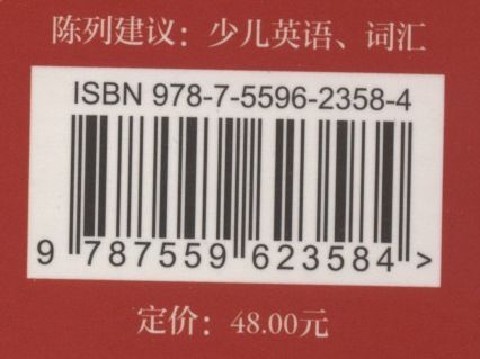 陈列建议：少儿英语、词汇
ISBN 978-7-5596-2358-4
9 787559 623584 >
定价：48.00元